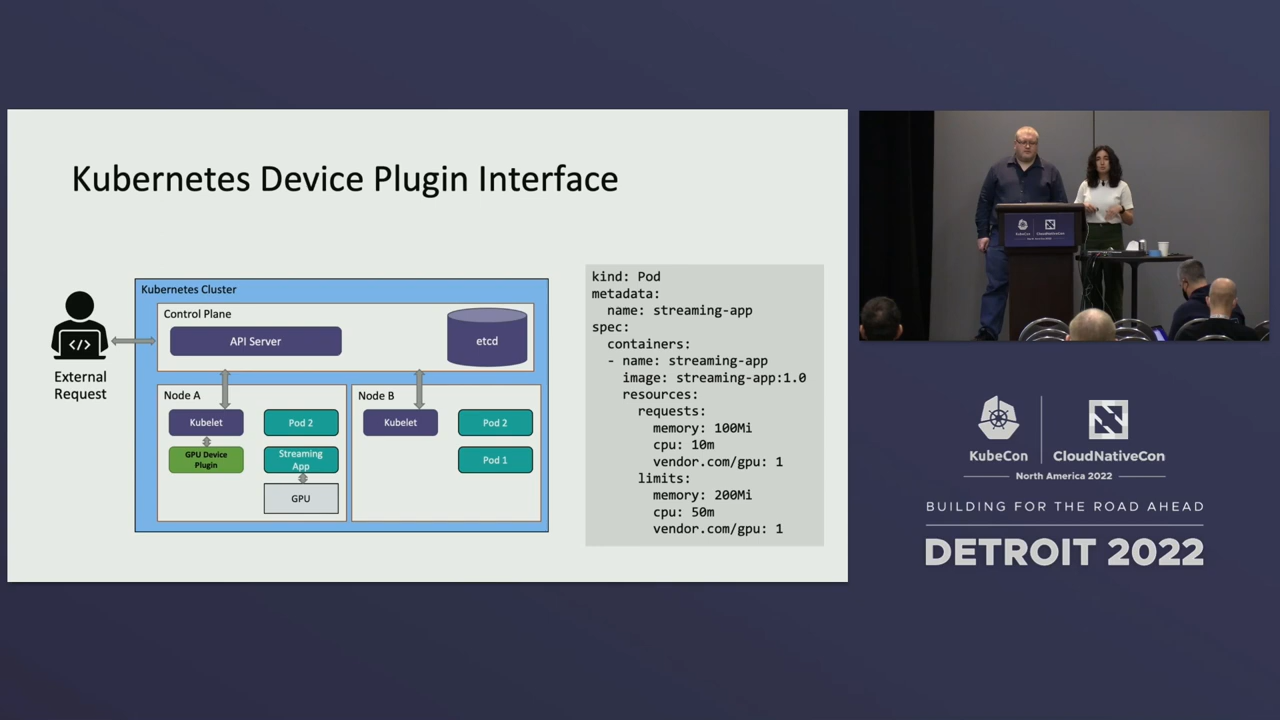 Kubernetes Device Plugin Interface
External
Request
Kubernetes Cluster
Control Plane
API Server
etcd
Node A
Kubelet
Pod 2
GPU Device
Plugin
Streaming
App
GPU
Node B
Kubelet
Pod 2
Pod 1
kind: Pod
metadata:
  name: streaming-app
spec:
  containers:
  - name: streaming-app
    image: streaming-app:1.0
    resources:
      requests:
        memory: 100Mi
        cpu: 10m
        vendor.com/gpu: 1
      limits:
        memory: 200Mi
        cpu: 50m
        vendor.com/gpu: 1
KubeCon
CloudNativeCon
KubeCon
CloudNativeCon
North America 2022
BUILDING FOR THE ROAD AHEAD
DETROIT 2022